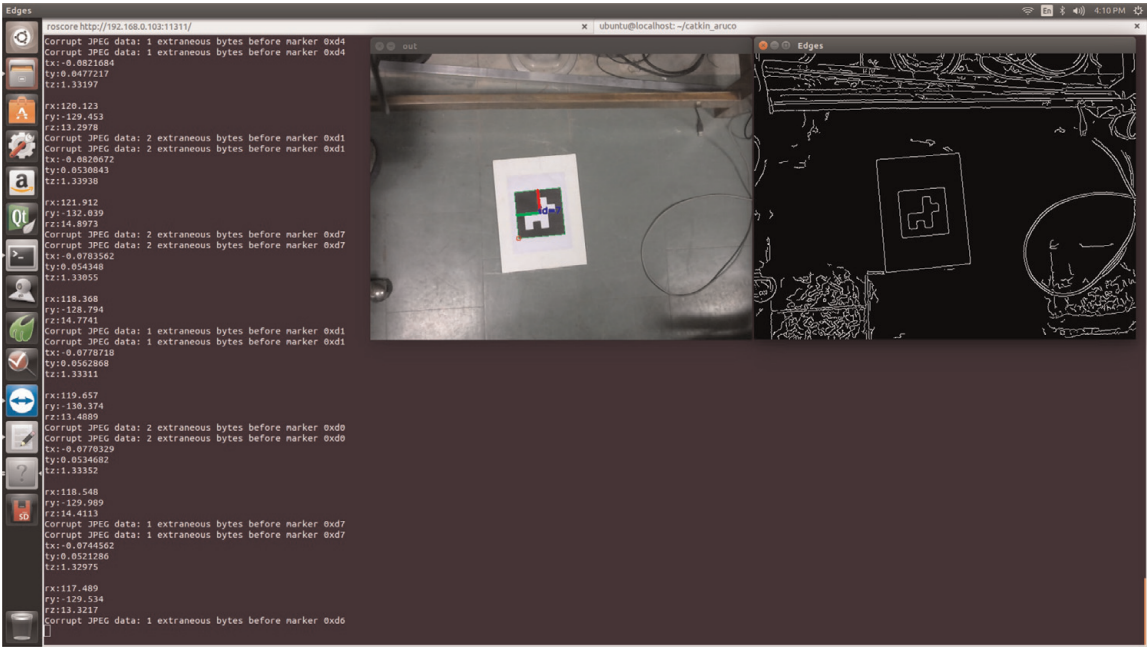 Edges
En
4:10 PM
roscore http://192.168.0.103:11311/
ubuntu@localhost: ~/catkin_aruco
Corrupt JPEG data: 1 extraneous bytes before marker 0xd4
Corrupt JPEG data: 1 extraneous bytes before marker 0xd4
tx:-0.0821684
ty:0.0477217
tz:1.33197
rx:120.123
ry:-129.453
rz:13.2978
Corrupt JPEG data: 2 extraneous bytes before marker 0xd1
Corrupt JPEG data: 2 extraneous bytes before marker 0xd1
tx:-0.0820672
ty:0.0530843
tz:1.33938
rx:121.912
ry:-132.039
rz:14.8973
Corrupt JPEG data: 2 extraneous bytes before marker 0xd7
Corrupt JPEG data: 2 extraneous bytes before marker 0xd7
tx:-0.0783562
ty:0.054348
tz:1.33055
rx:118.368
ry:-128.794
rz:14.7741
Corrupt JPEG data: 1 extraneous bytes before marker 0xd1
Corrupt JPEG data: 1 extraneous bytes before marker 0xd1
tx:-0.0778718
ty:0.0562868
tz:1.33311
rx:119.657
ry:-130.374
rz:13.4889
Corrupt JPEG data: 2 extraneous bytes before marker 0xd0
Corrupt JPEG data: 2 extraneous bytes before marker 0xd0
tx:-0.0770329
ty:0.0534682
tz:1.33352
rx:118.548
ry:-129.989
rz:14.4113
Corrupt JPEG data: 1 extraneous bytes before marker 0xd7
Corrupt JPEG data: 1 extraneous bytes before marker 0xd7
tx:-0.0744562
ty:0.0521286
tz:1.32975
rx:117.489
ry:-129.534
rz:13.3217
Corrupt JPEG data: 1 extraneous bytes before marker 0xd6
out
Edges
a
Qt
SD